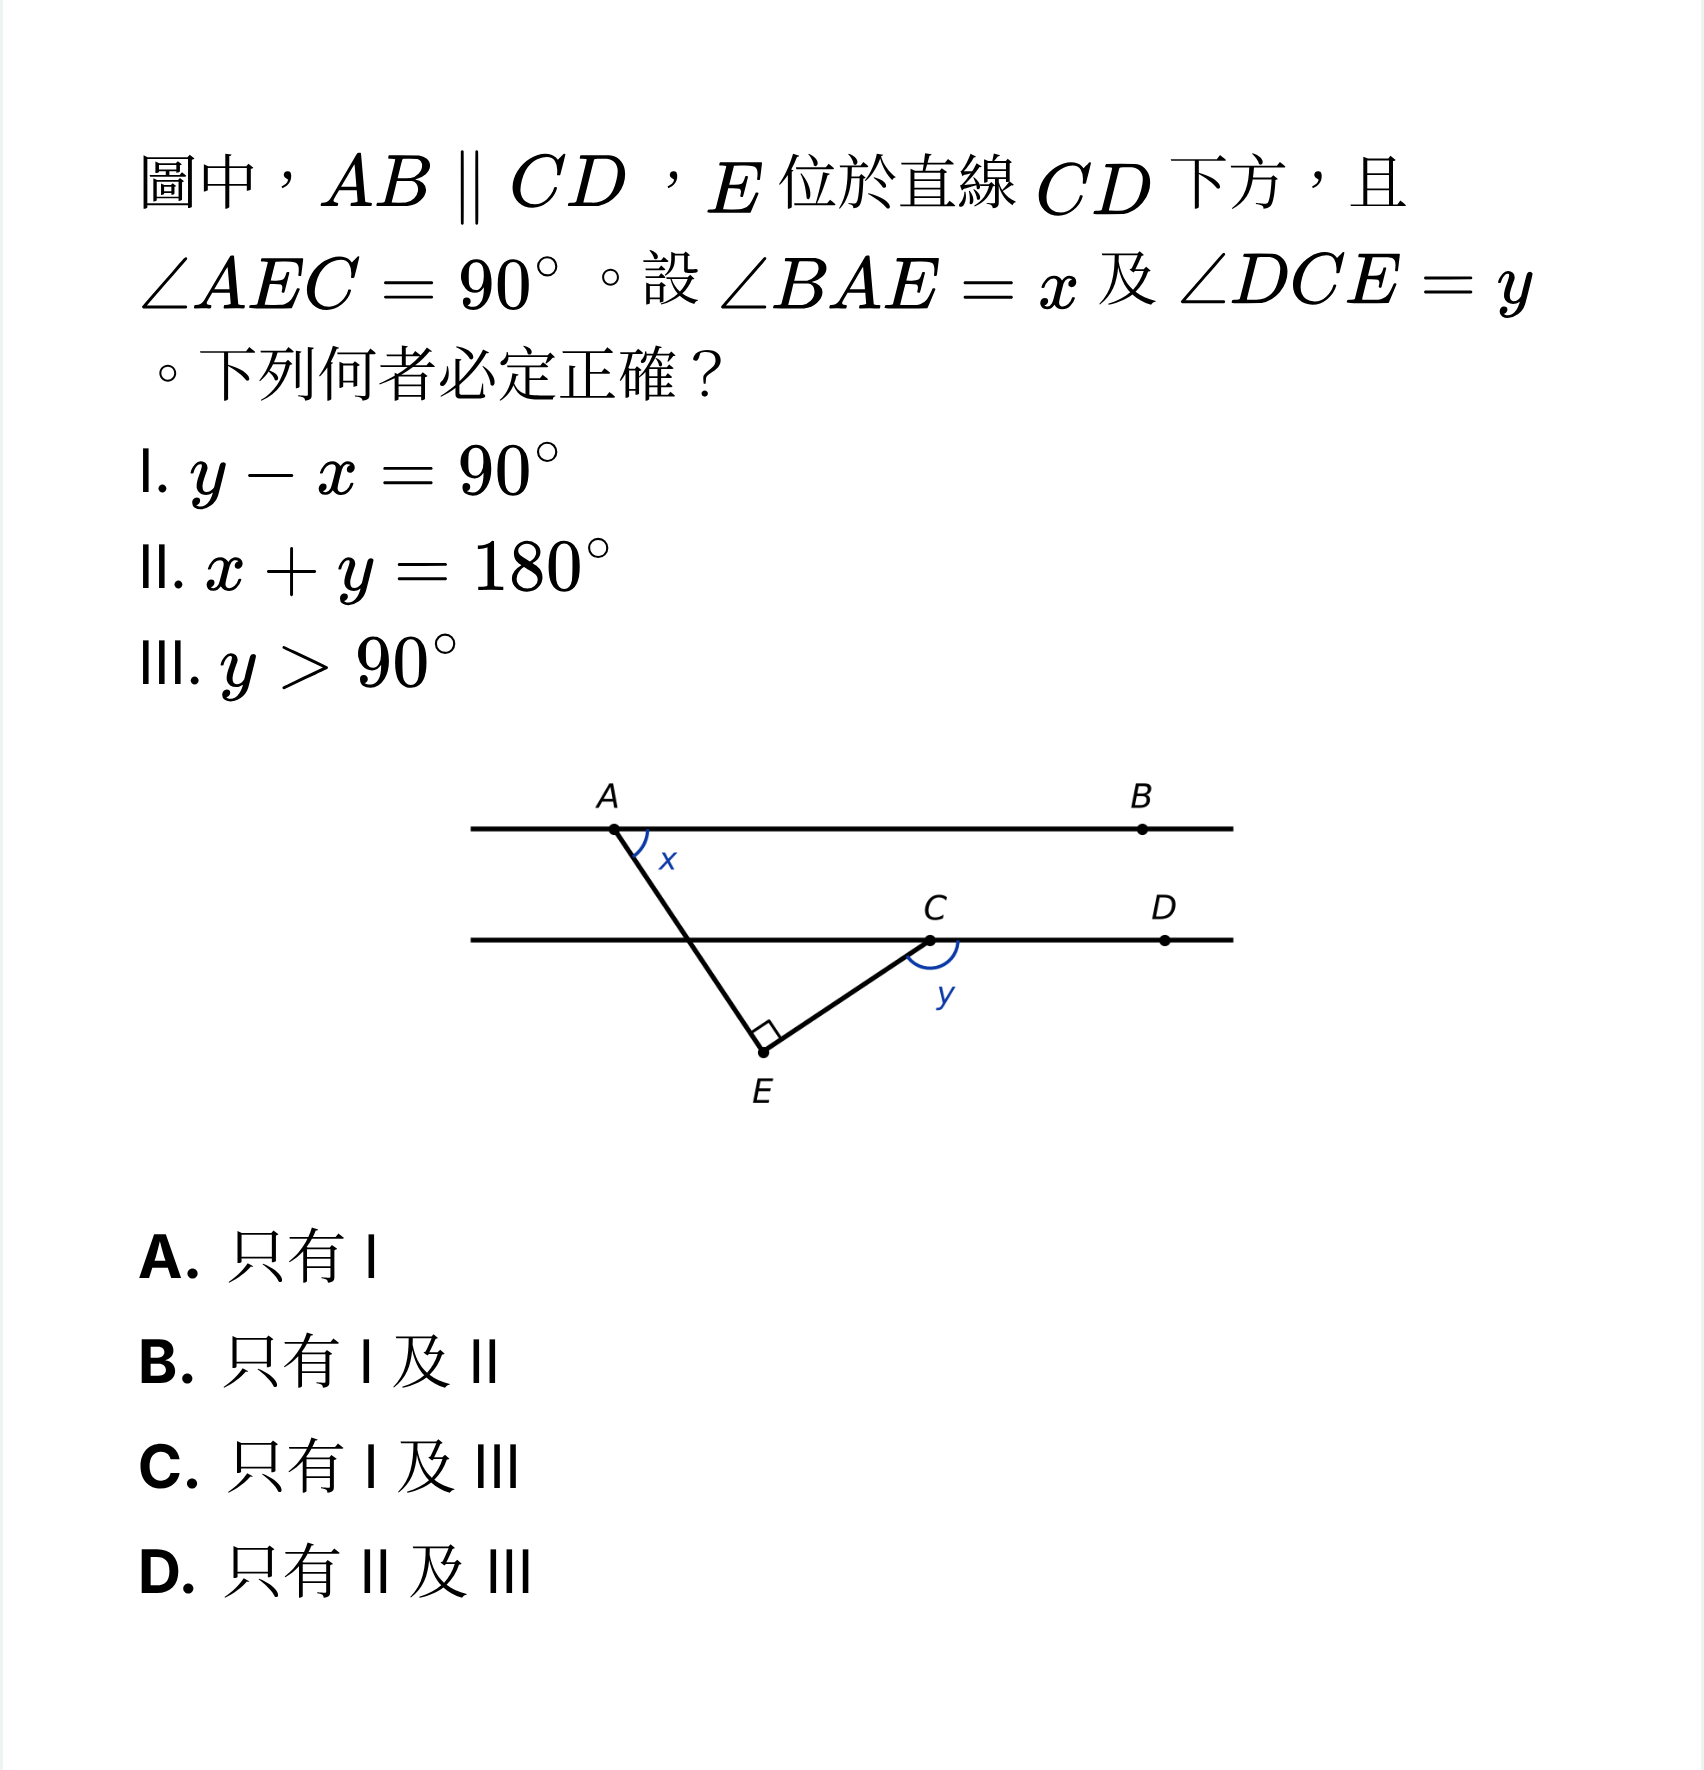 圖中，AB ∥ CD ，E 位於直線 CD 下方，且
∠AEC = 90° 。設 ∠BAE = x 及 ∠DCE = y
。下列何者必定正確？
I. y − x = 90°
II. x + y = 180°
III. y > 90°
A B
x
C D
y
E
A. 只有 I
B. 只有 I 及 II
C. 只有 I 及 III
D. 只有 II 及 III